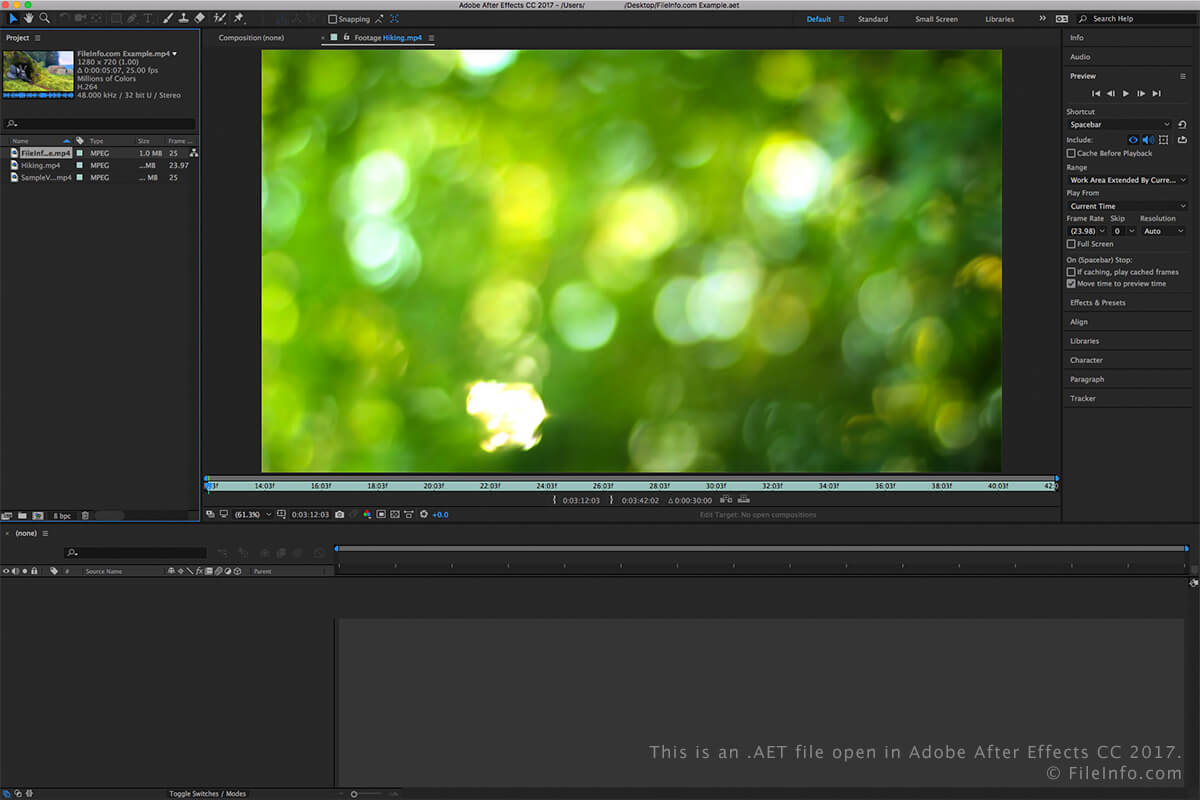 Adobe After Effects CC 2017 - /Users/ /Desktop/FileInfo.com Example.aet
Snapping
Default
Standard
Small Screen
Libraries
»
Search Help
Project
FileInfo.com Example.mp4
1280 x 720 (1.00)
Δ 0:00:05:07, 25.00 fps
Millions of Colors
H.264
48.000 kHz / 32 bit U / Stereo
Name Type Size Frame ...
FileInf...e.mp4 MPEG 1.0 MB 25
Hiking.mp4 MPEG ...MB 23.97
SampleV....mp4 MPEG ... MB 25
8 bpc
Composition (none)
× Footage Hiking.mp4
03f 14:03f 16:03f 18:03f 20:03f 22:03f 24:03f 26:03f 28:03f 30:03f 32:03f 34:03f 36:03f 38:03f 40:03f 42:0
{ 0:03:12:03 } 0:03:42:02 Δ 0:00:30:00
(61.3%) 0:03:12:03 +0.0 Edit Target: No open compositions
Info
Audio
Preview
Shortcut
Spacebar
Include:
Cache Before Playback
Range
Work Area Extended By Curre...
Play From
Current Time
Frame Rate Skip Resolution
(23.98) 0 Auto
Full Screen
On (Spacebar) Stop:
If caching, play cached frames
Move time to preview time
Effects & Presets
Align
Libraries
Character
Paragraph
Tracker
× (none)
# Source Name fx Parent
Toggle Switches / Modes
This is an .AET file open in Adobe After Effects CC 2017.
© FileInfo.com